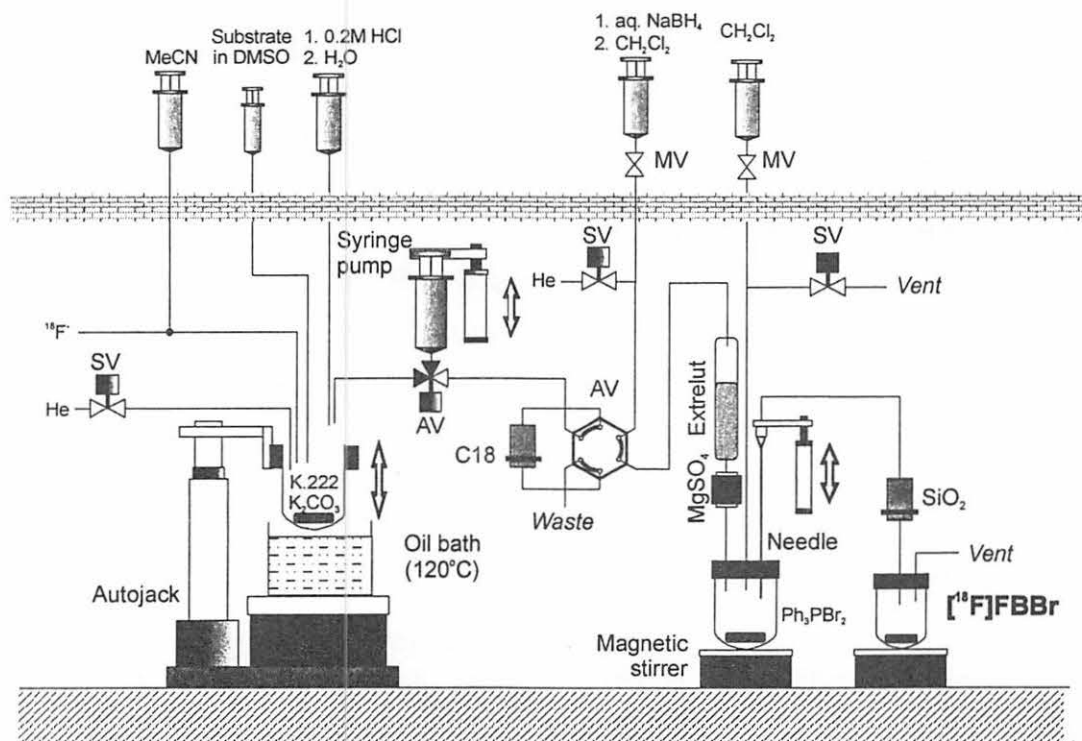 MeCN
Substrate
in DMSO
1. 0.2M HCl
2. H₂O
1. aq. NaBH₄
2. CH₂Cl₂
CH₂Cl₂
MV
MV
Syringe
pump
SV
He
SV
Vent
¹⁸F⁻
SV
He
AV
AV
C18
Waste
K.222
K₂CO₃
Oil bath
(120°C)
Autojack
MgSO₄
Extrelut
Needle
SiO₂
Vent
Ph₃PBr₂
[¹⁸F]FBBr
Magnetic
stirrer